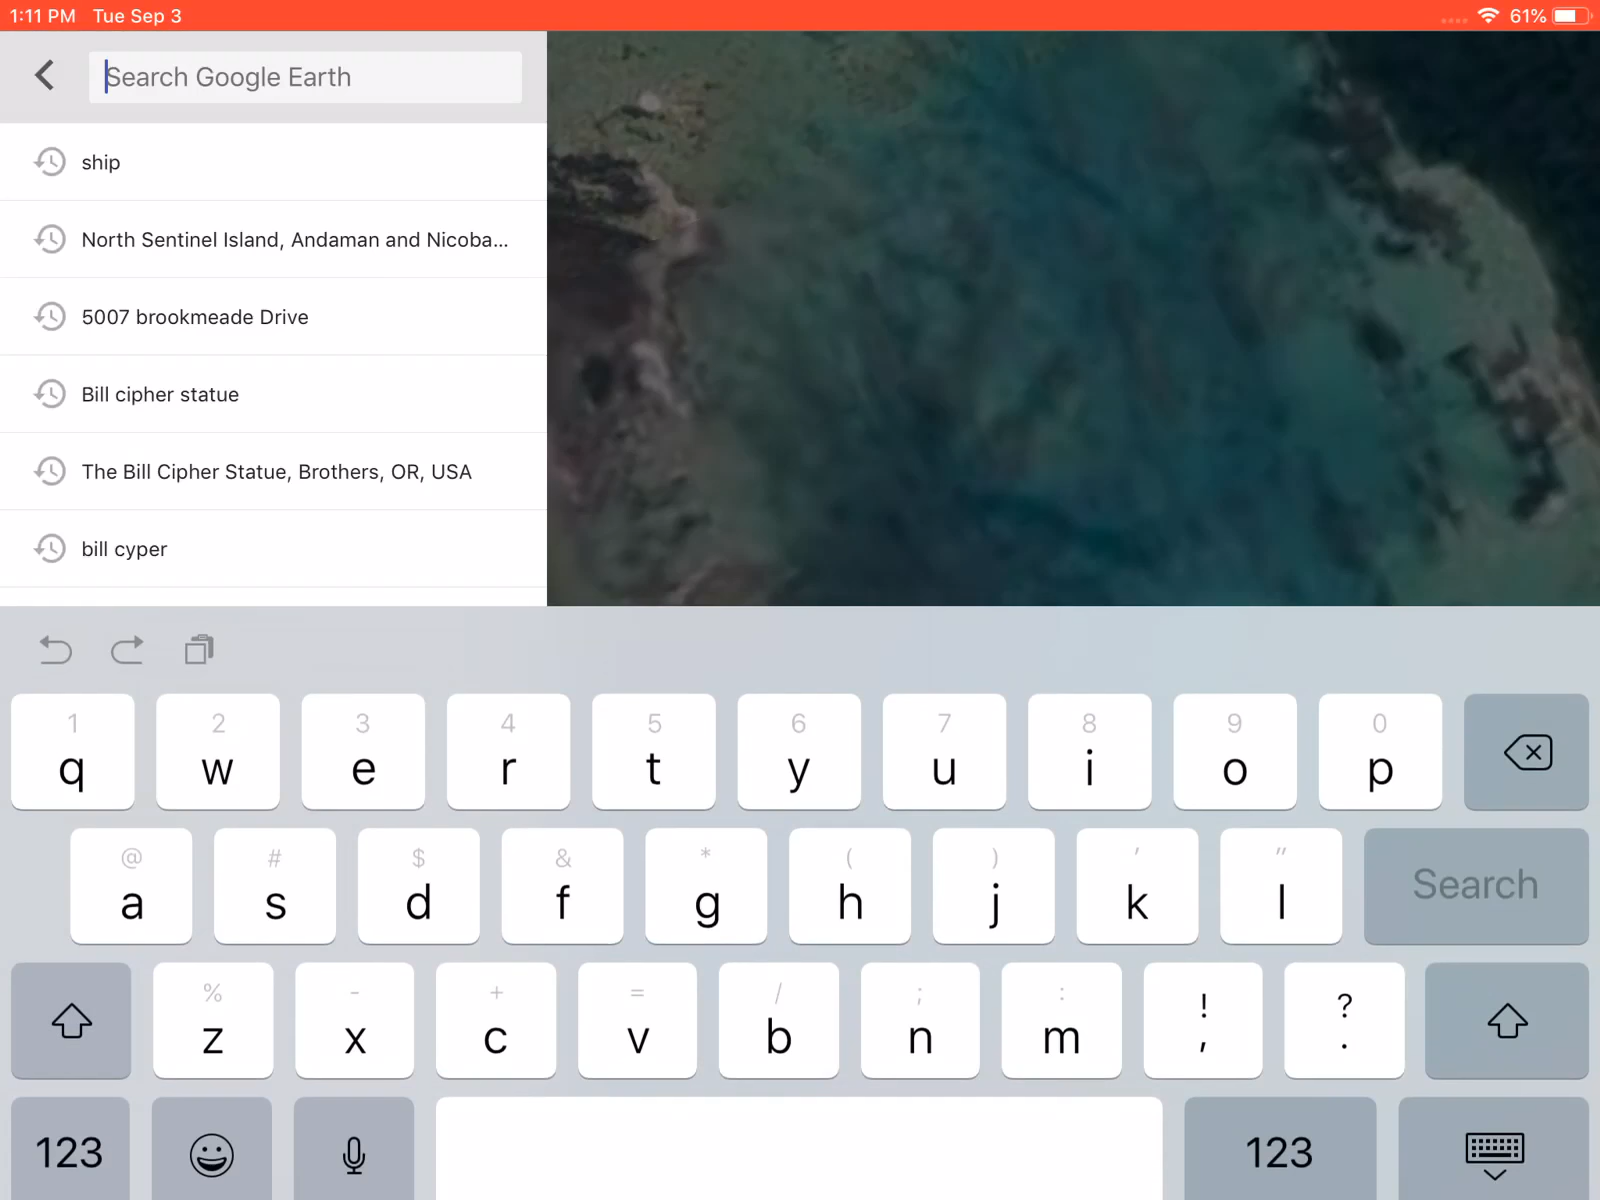 1:11 PM Tue Sep 3 61%
Search Google Earth
ship
North Sentinel Island, Andaman and Nicoba...
5007 brookmeade Drive
Bill cipher statue
The Bill Cipher Statue, Brothers, OR, USA
bill cyper
1 2 3 4 5 6 7 8 9 0
q w e r t y u i o p
@ # $ & * ( ) ' "
a s d f g h j k l Search
% - + = / ; : ! ?
z x c v b n m , .
123 123